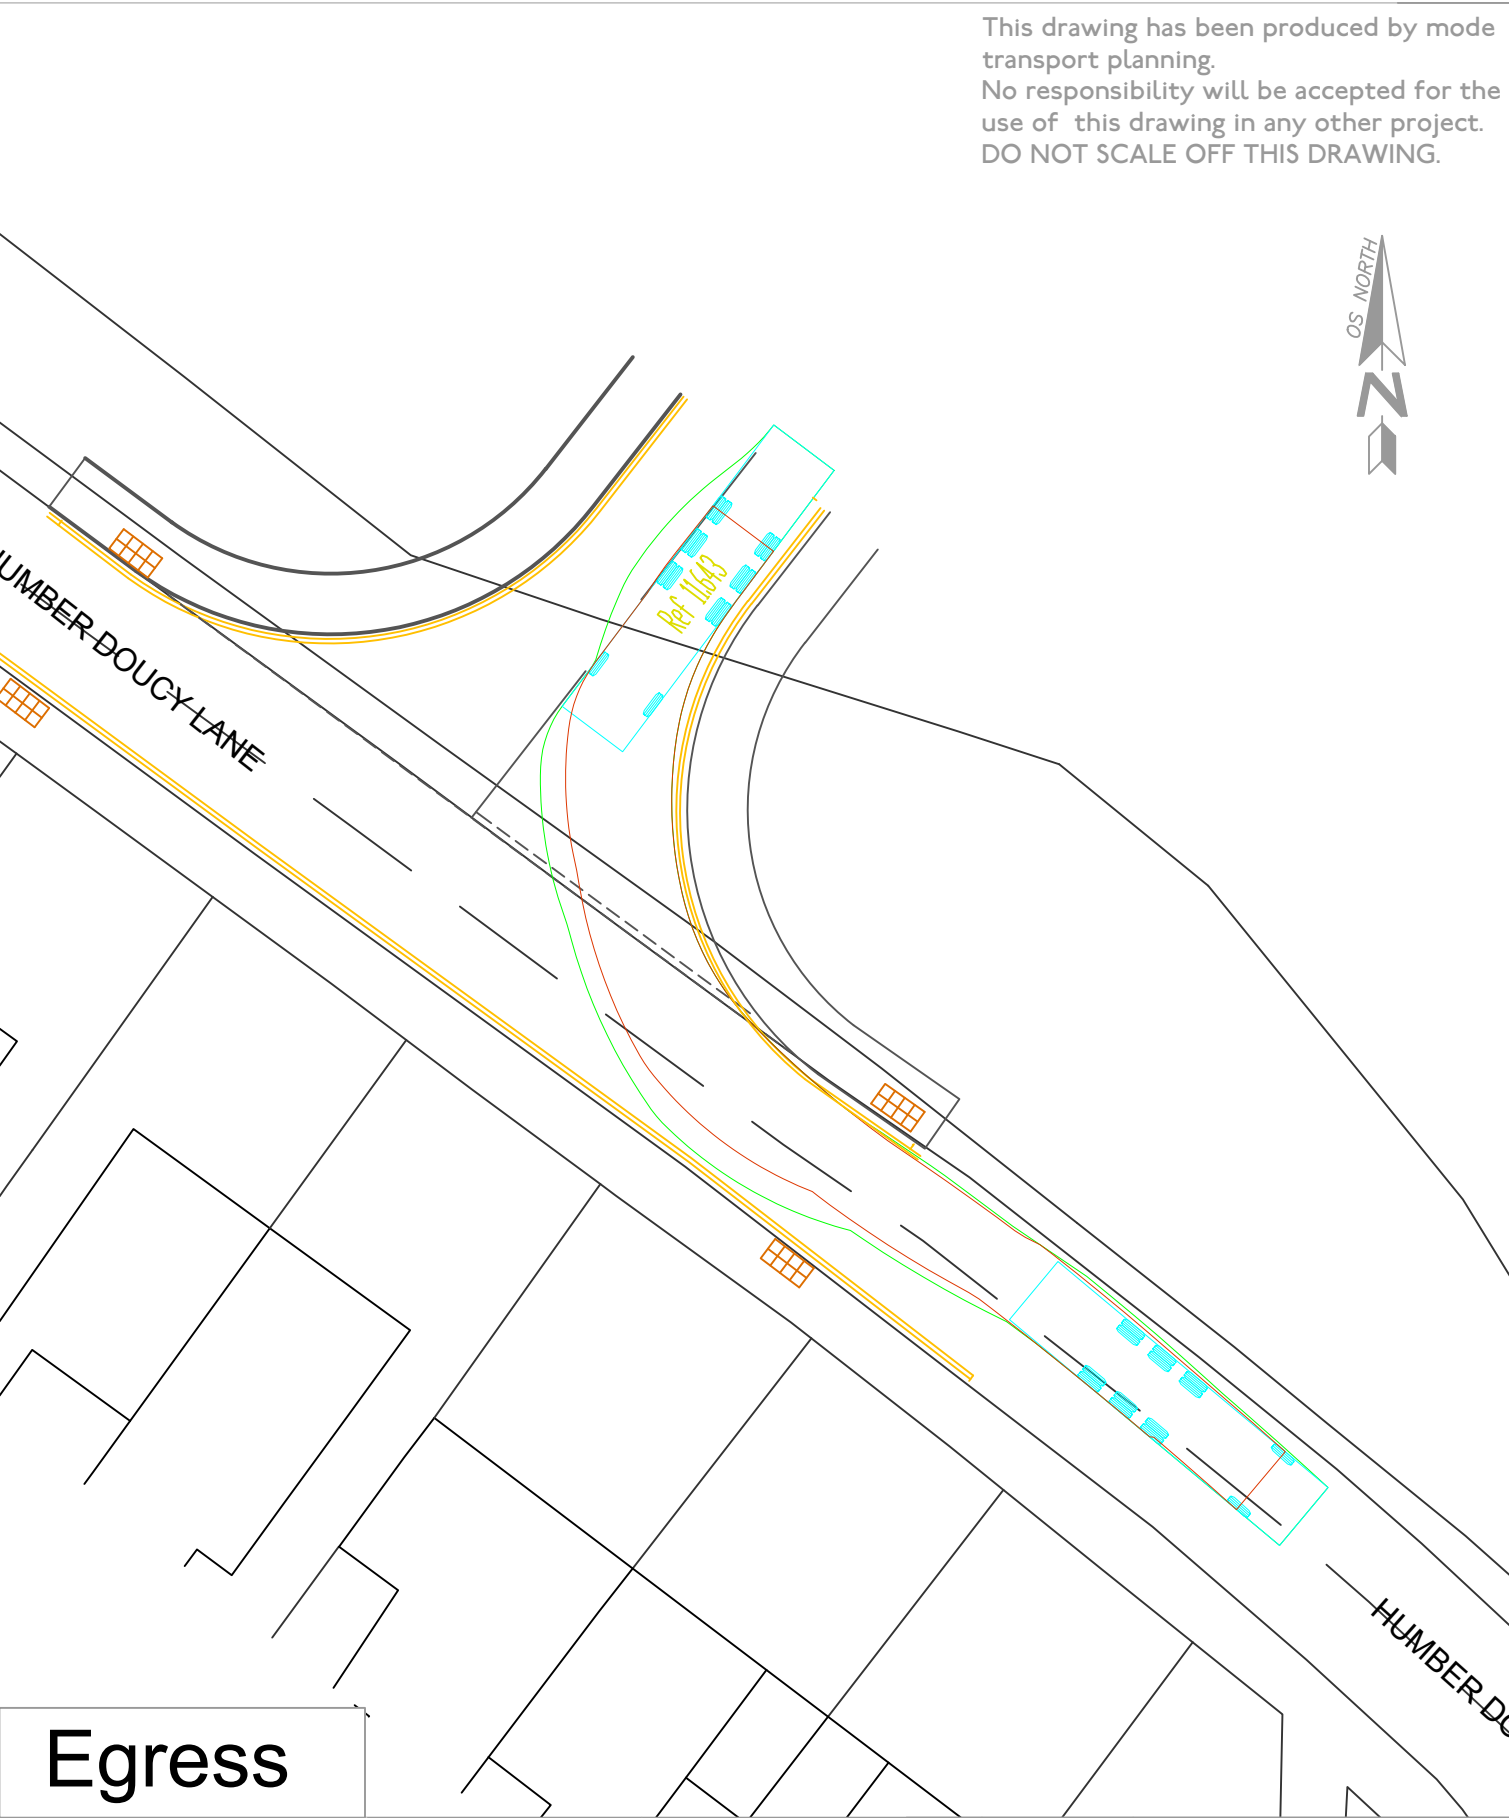 This drawing has been produced by mode
transport planning.
No responsibility will be accepted for the
use of this drawing in any other project.
DO NOT SCALE OFF THIS DRAWING.
OS NORTH
N
UMBER DOUCY LANE
Ref 11.643
HUMBER DO
Egress